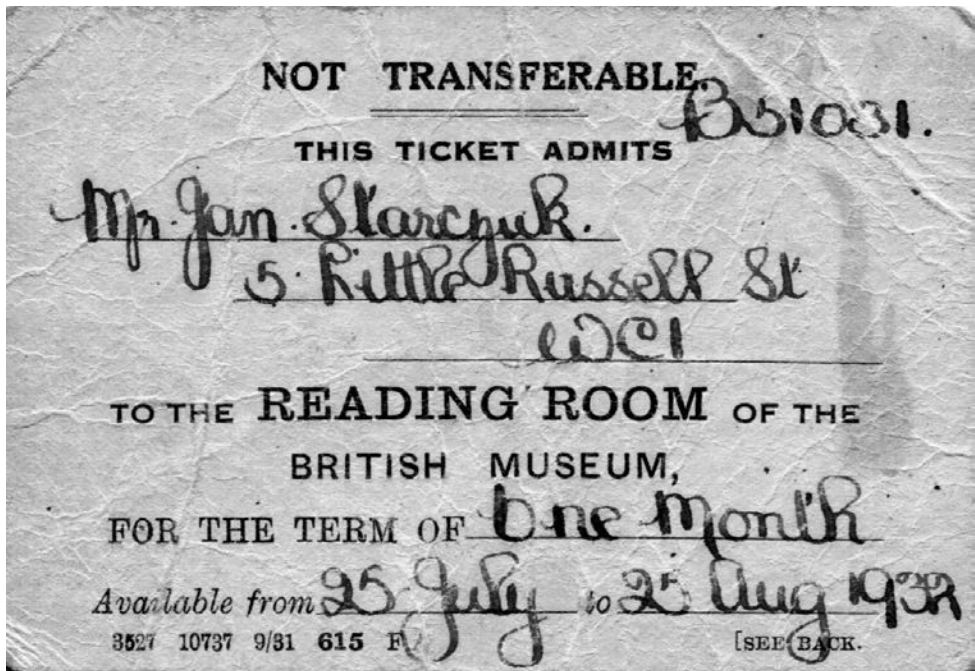 NOT TRANSFERABLE.
B51031.
THIS TICKET ADMITS
Mr. Jan. Starczuk.
5 Little Russell St
WC1
TO THE READING ROOM OF THE
BRITISH MUSEUM,
FOR THE TERM OF One Month
Available from 25 July to 25 Aug 1932
3527 10737 9/31 615 F [SEE BACK.